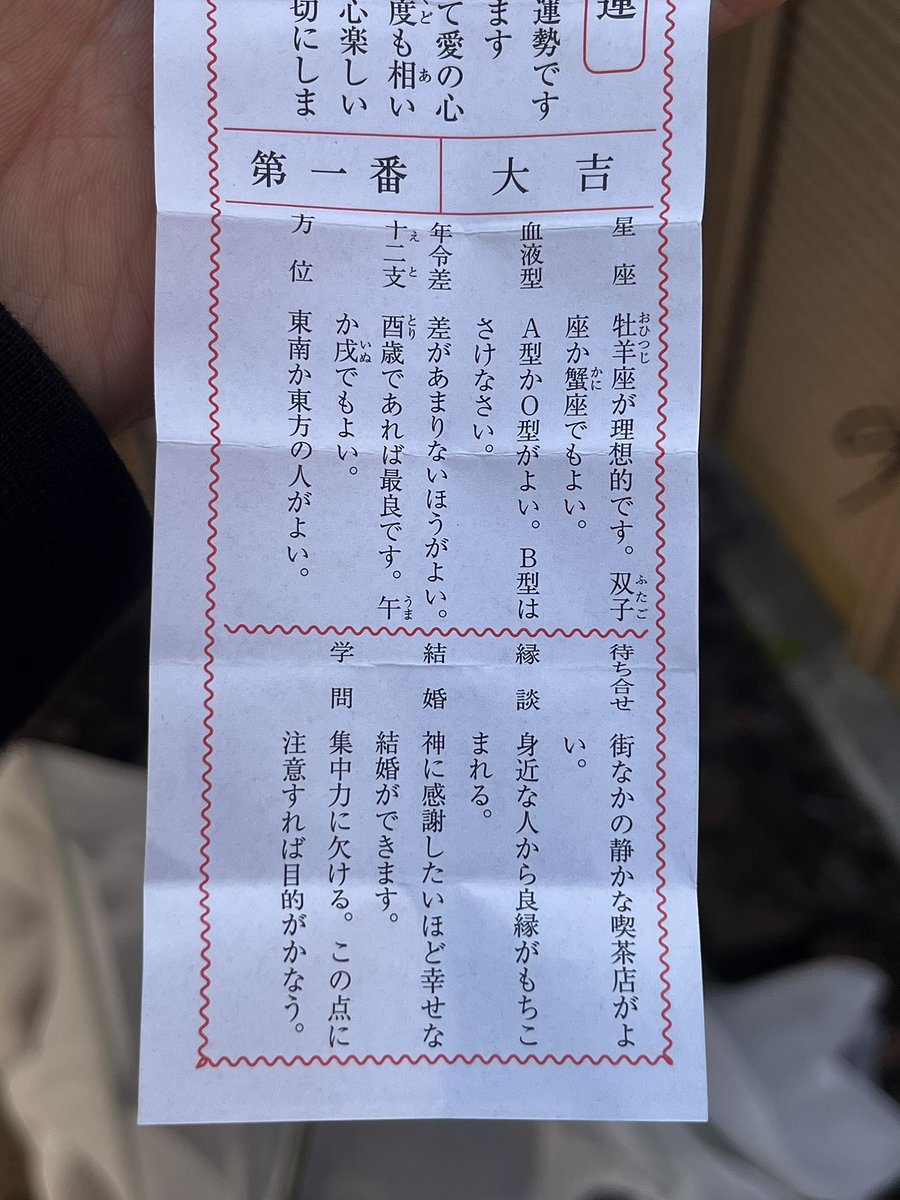 運
運勢です
ます
て愛の心
度も相い
心楽しい
切にしま
第一番 大吉
星座 牡羊座が理想的です。双子
座か蟹座でもよい。
血液型 A型かO型がよい。B型は
さけなさい。
年令差 差があまりないほうがよい。
十二支 酉歳であれば最良です。午
か戌でもよい。
方位 東南か東方の人がよい。
待ち合せ 街なかの静かな喫茶店がよ
い。
縁談 身近な人から良縁がもちこ
まれる。
結婚 神に感謝したいほど幸せな
結婚ができます。
学問 集中力に欠ける。この点に
注意すれば目的がかなう。